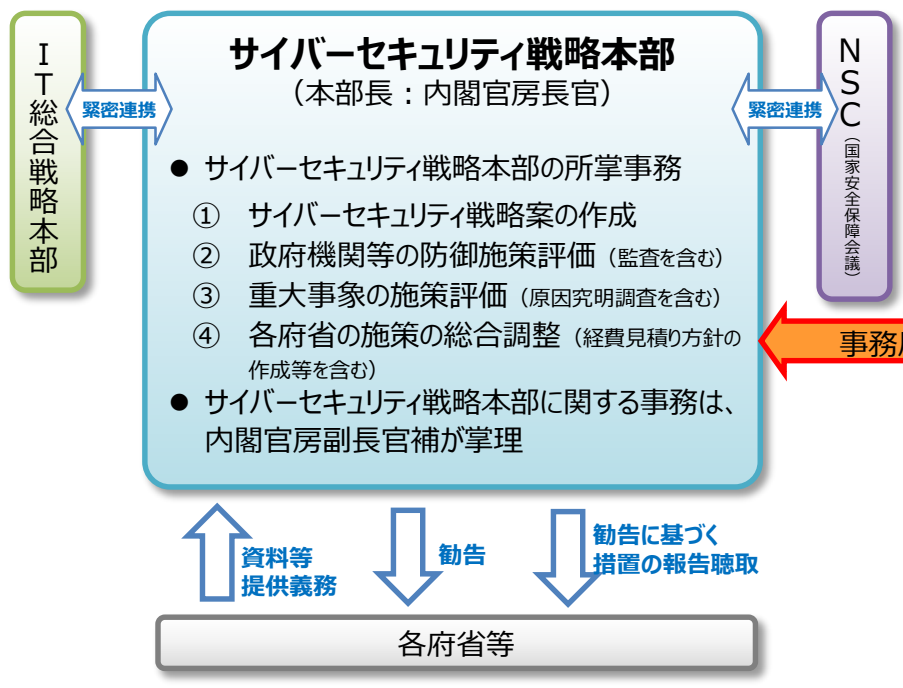 サイバーセキュリティ戦略本部
（本部長：内閣官房長官）
IT総合戦略本部
緊密連携
緊密連携
NSC（国家安全保障会議）
● サイバーセキュリティ戦略本部の所掌事務
① サイバーセキュリティ戦略案の作成
② 政府機関等の防御施策評価（監査を含む）
③ 重大事象の施策評価（原因究明調査を含む）
④ 各府省の施策の総合調整（経費見積り方針の
作成等を含む）
● サイバーセキュリティ戦略本部に関する事務は、
内閣官房副長官補が掌理
事務
資料等
提供義務
勧告
勧告に基づく
措置の報告聴取
各府省等